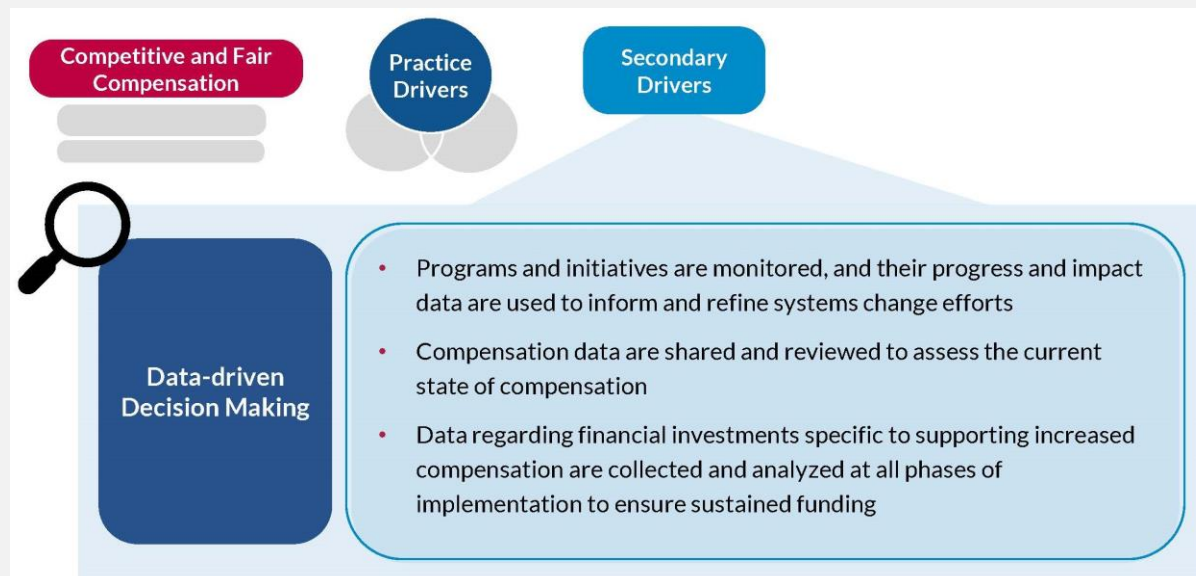 Competitive and Fair
Compensation
Practice
Drivers
Secondary
Drivers
Data-driven
Decision Making
• Programs and initiatives are monitored, and their progress and impact
data are used to inform and refine systems change efforts
• Compensation data are shared and reviewed to assess the current
state of compensation
• Data regarding financial investments specific to supporting increased
compensation are collected and analyzed at all phases of
implementation to ensure sustained funding